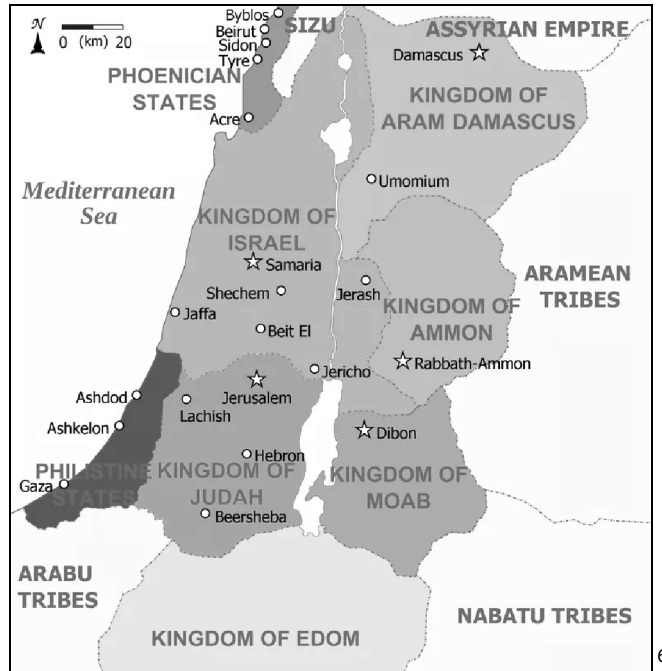 Byblos
Beirut
Sidon
Tyre
SIZU
N
0 (km) 20
ASSYRIAN EMPIRE
Damascus
PHOENICIAN
STATES
KINGDOM OF
ARAM DAMASCUS
Acre
Umomium
Mediterranean
Sea
KINGDOM OF
ISRAEL
Samaria
Shechem
Jerash
ARAMEAN
TRIBES
KINGDOM OF
AMMON
Jaffa
Beit El
Jericho
Rabbath-Ammon
Ashdod
Jerusalem
Lachish
Ashkelon
Dibon
Hebron
PHILISTINE
STATES
Gaza
KINGDOM OF
JUDAH
KINGDOM OF
MOAB
Beersheba
ARABU
TRIBES
NABATU TRIBES
KINGDOM OF EDOM
6